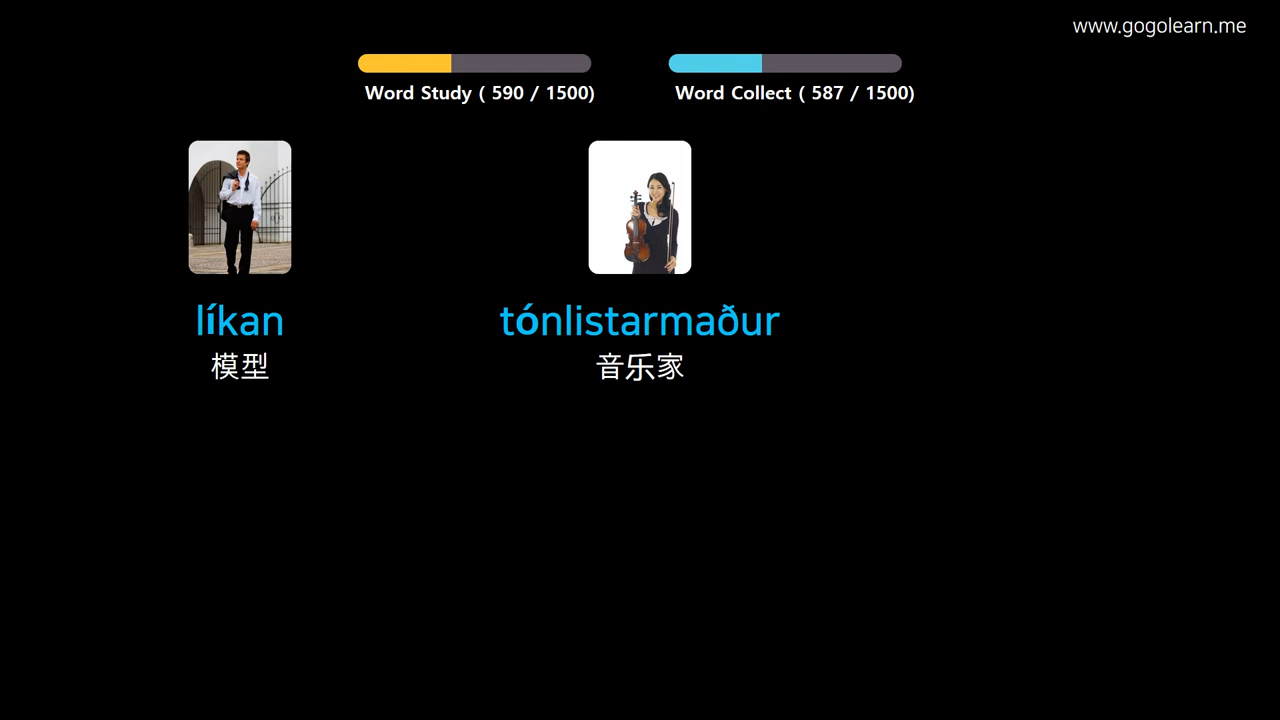 www.gogolearn.me
Word Study ( 590 / 1500)
Word Collect ( 587 / 1500)
líkan
tónlistarmaður
模型
音乐家